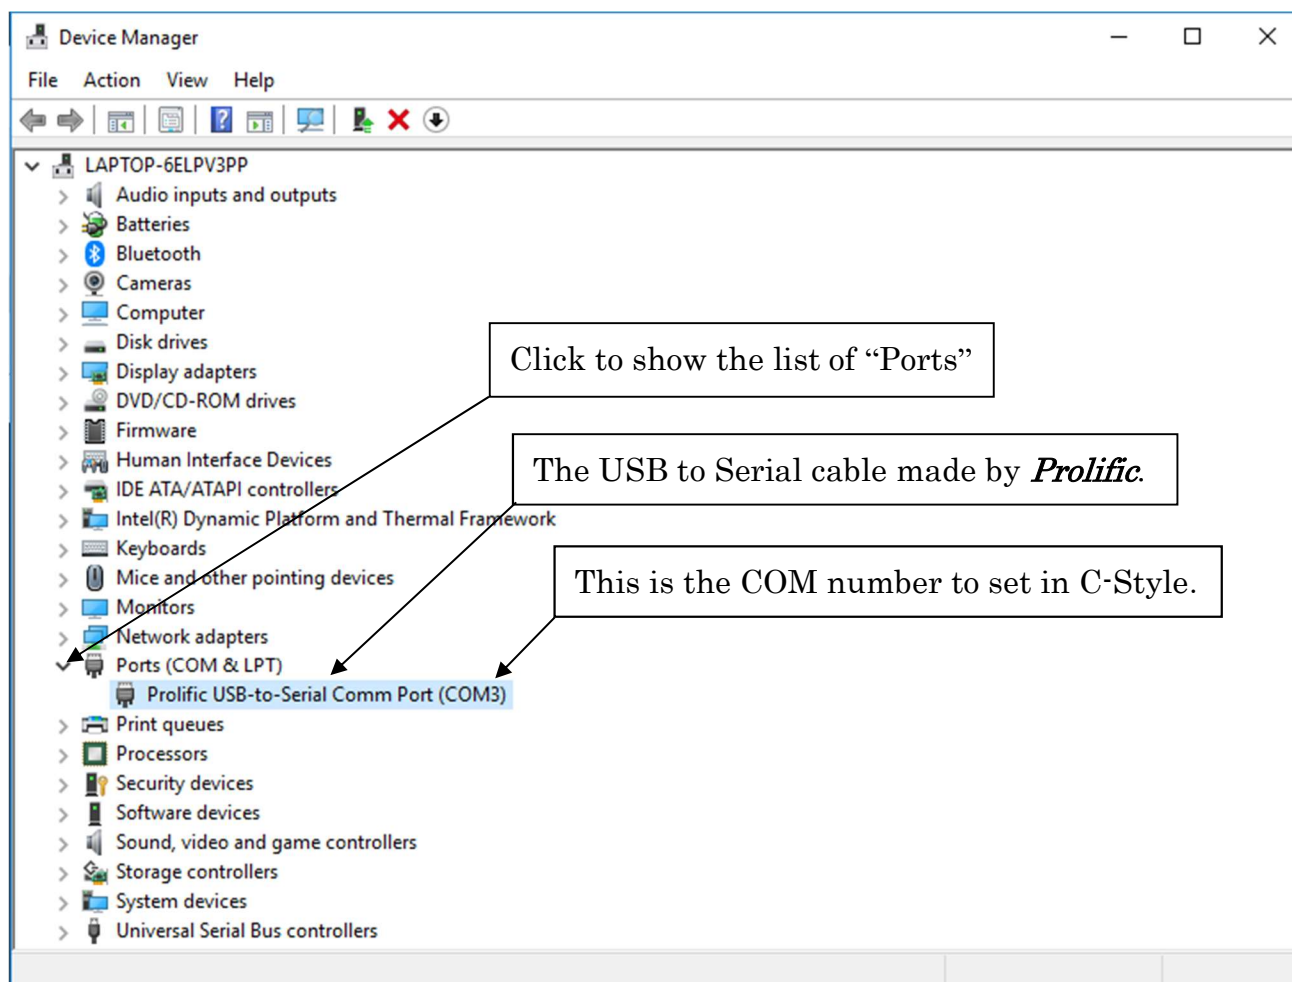 Device Manager
File Action View Help
LAPTOP-6ELPV3PP
Audio inputs and outputs
Batteries
Bluetooth
Cameras
Computer
Disk drives
Click to show the list of “Ports”
Display adapters
DVD/CD-ROM drives
Firmware
Human Interface Devices
The USB to Serial cable made by Prolific.
IDE ATA/ATAPI controllers
Intel(R) Dynamic Platform and Thermal Framework
Keyboards
Mice and other pointing devices
This is the COM number to set in C-Style.
Monitors
Network adapters
Ports (COM & LPT)
Prolific USB-to-Serial Comm Port (COM3)
Print queues
Processors
Security devices
Software devices
Sound, video and game controllers
Storage controllers
System devices
Universal Serial Bus controllers